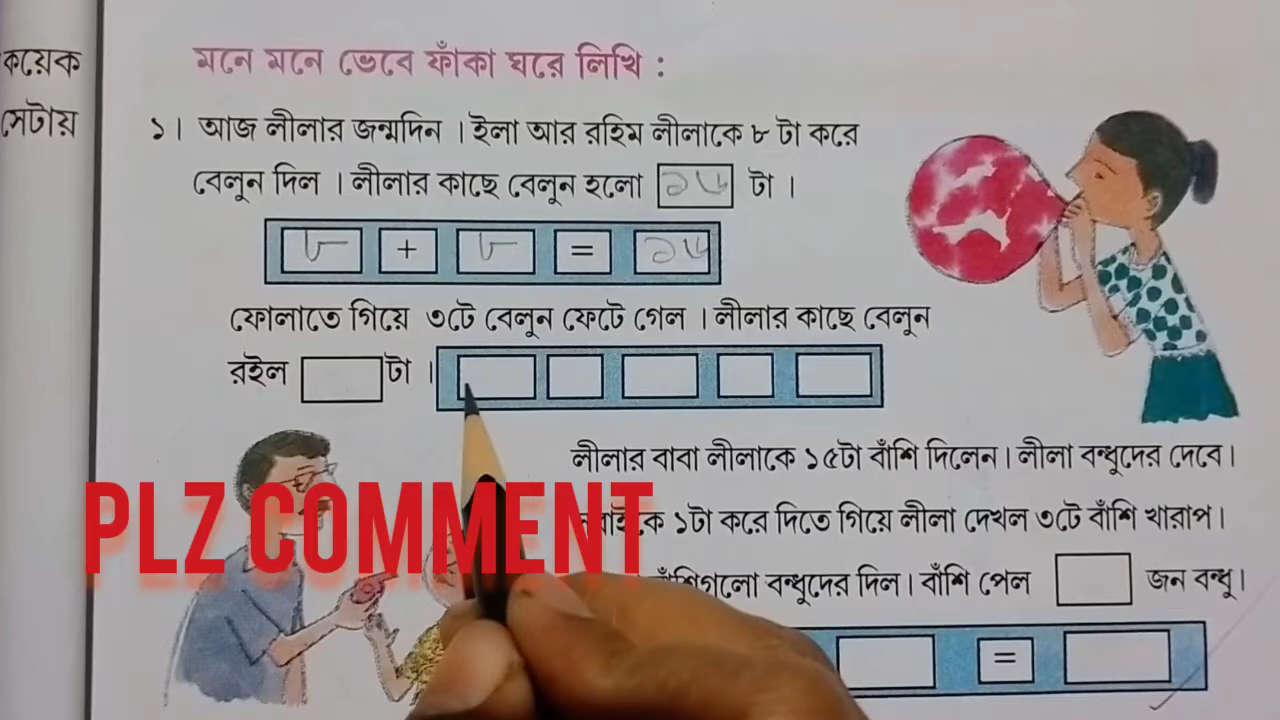 কয়েক
সেটায়
মনে মনে ভেবে ফাঁকা ঘরে লিখি :
১। আজ লীলার জন্মদিন । ইলা আর রহিম লীলাকে ৮ টা করে
বেলুন দিল । লীলার কাছে বেলুন হলো ১৬ টা ।
৮ + ৮ = ১৬
ফোলাতে গিয়ে ৩টে বেলুন ফেটে গেল । লীলার কাছে বেলুন
রইল টা ।
লীলার বাবা লীলাকে ১৫টা বাঁশি দিলেন। লীলা বন্ধুদের দেবে।
১টা করে দিতে গিয়ে লীলা দেখল ৩টে বাঁশি খারাপ।
বন্ধুদের দিল। বাঁশি পেল জন বন্ধু।
=
PLZ COMMENT